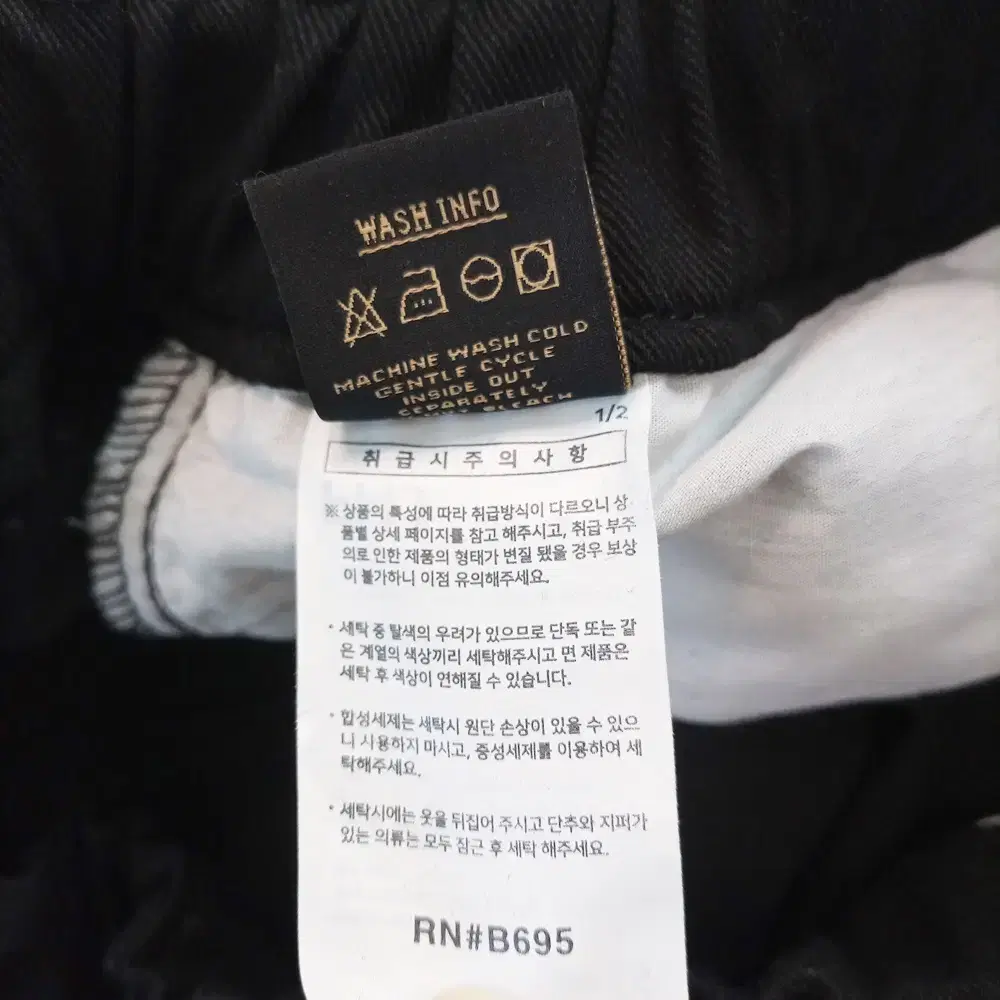 WASH INFO
MACHINE WASH COLD
GENTLE CYCLE
INSIDE OUT
SEPARATELY
BLEACH
1/2
취급시주의사항
※ 상품의 특성에 따라 취급방식이 다르오니 상
품별 상세 페이지를 참고 해주시고, 취급 부주
의로 인한 제품의 형태가 변질 됐을 경우 보상
이 불가하니 이점 유의해주세요.
• 세탁 중 탈색의 우려가 있으므로 단독 또는 같
은 계열의 색상끼리 세탁해주시고 면 제품은
세탁 후 색상이 연해질 수 있습니다.
• 합성세제는 세탁시 원단 손상이 있을 수 있으
니 사용하지 마시고, 중성세제를 이용하여 세
탁해주세요.
• 세탁시에는 옷을 뒤집어 주시고 단추와 지퍼가
있는 의류는 모두 잠근 후 세탁 해주세요.
RN#B695